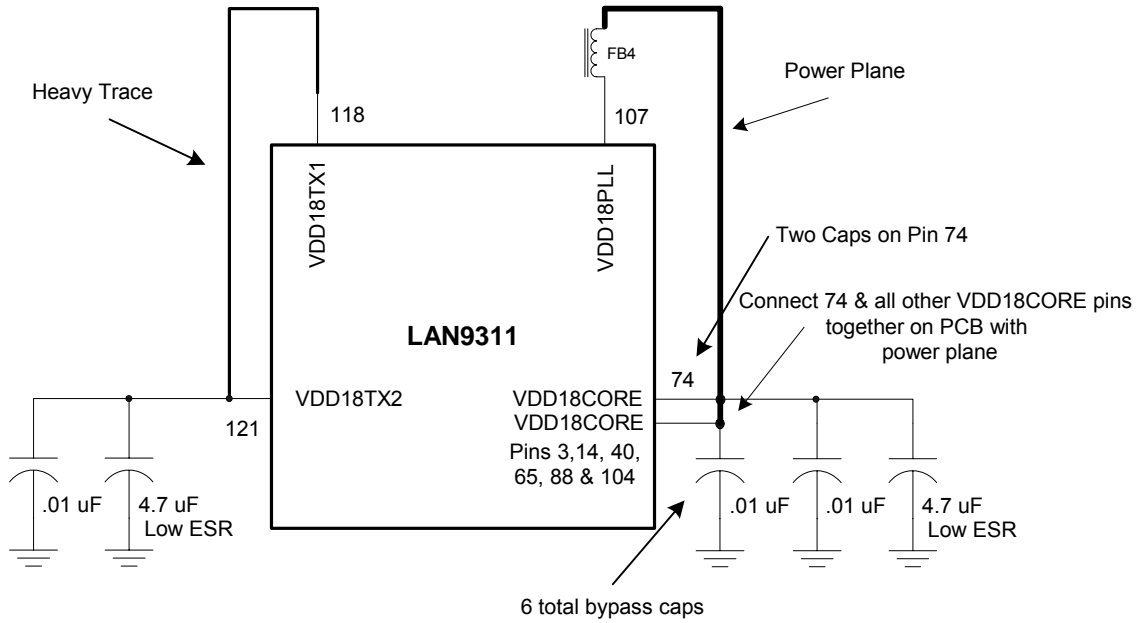 FB4
Power Plane
Heavy Trace
118
107
VDD18TX1
VDD18PLL
Two Caps on Pin 74
Connect 74 & all other VDD18CORE pins
together on PCB with
power plane
LAN9311
74
VDD18TX2
VDD18CORE
121
VDD18CORE
Pins 3,14, 40,
65, 88 & 104
.01 uF
4.7 uF
Low ESR
.01 uF
.01 uF
4.7 uF
Low ESR
6 total bypass caps